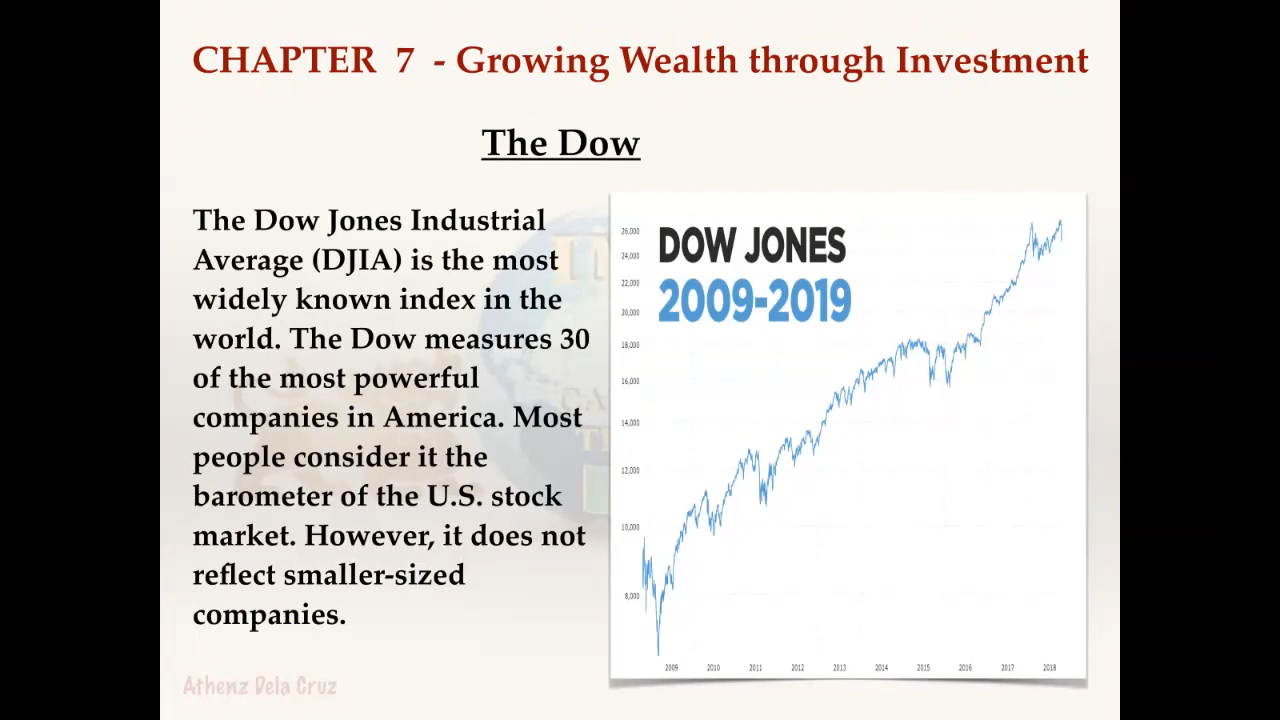 CHAPTER 7 - Growing Wealth through Investment
The Dow
The Dow Jones Industrial
Average (DJIA) is the most
widely known index in the
world. The Dow measures 30
of the most powerful
companies in America. Most
people consider it the
barometer of the U.S. stock
market. However, it does not
reflect smaller-sized
companies.
DOW JONES
2009-2019
26,000
24,000
22,000
20,000
18,000
16,000
14,000
12,000
10,000
8,000
2009 2010 2011 2012 2013 2014 2015 2016 2017 2018
Athenz Dela Cruz